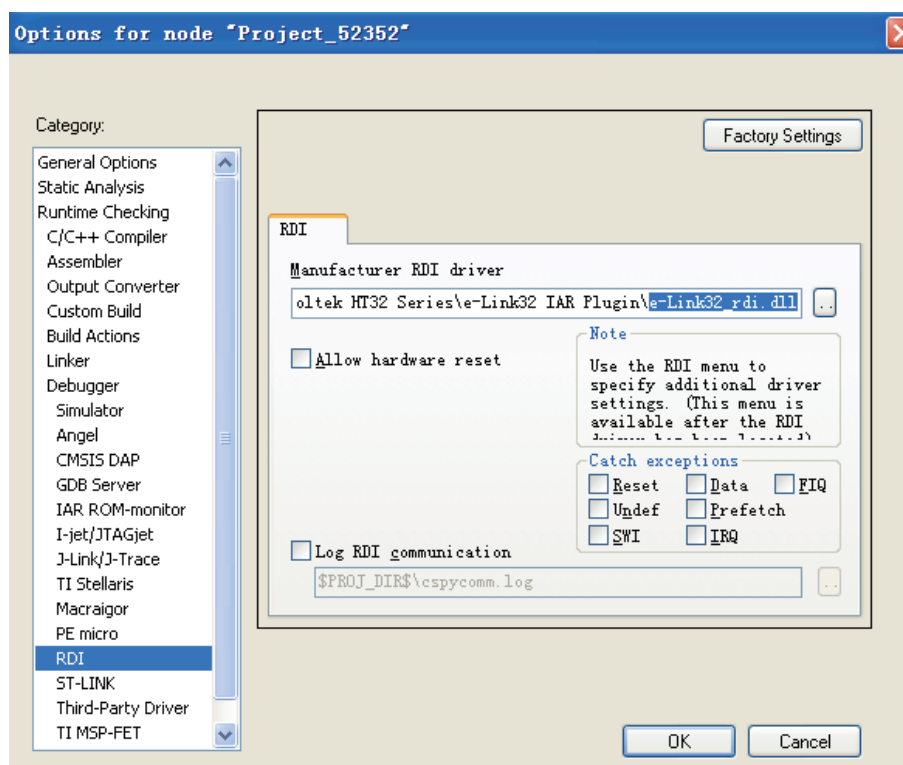 Options for node "Project_52352"
Category:
General Options
Static Analysis
Runtime Checking
C/C++ Compiler
Assembler
Output Converter
Custom Build
Build Actions
Linker
Debugger
Simulator
Angel
CMSIS DAP
GDB Server
IAR ROM-monitor
I-jet/JTAGjet
J-Link/J-Trace
TI Stellaris
Macraigor
PE micro
RDI
ST-LINK
Third-Party Driver
TI MSP-FET
Factory Settings
RDI
Manufacturer RDI driver
oltek HT32 Series\e-Link32 IAR Plugin\e-Link32_rdi.dll
..
Allow hardware reset
Note
Use the RDI menu to
specify additional driver
settings. (This menu is
available after the RDI
Catch exceptions
Reset Data FIQ
Undef Prefetch
SWI IRQ
Log RDI communication
$PROJ_DIR$\cspycomm.log
..
OK Cancel